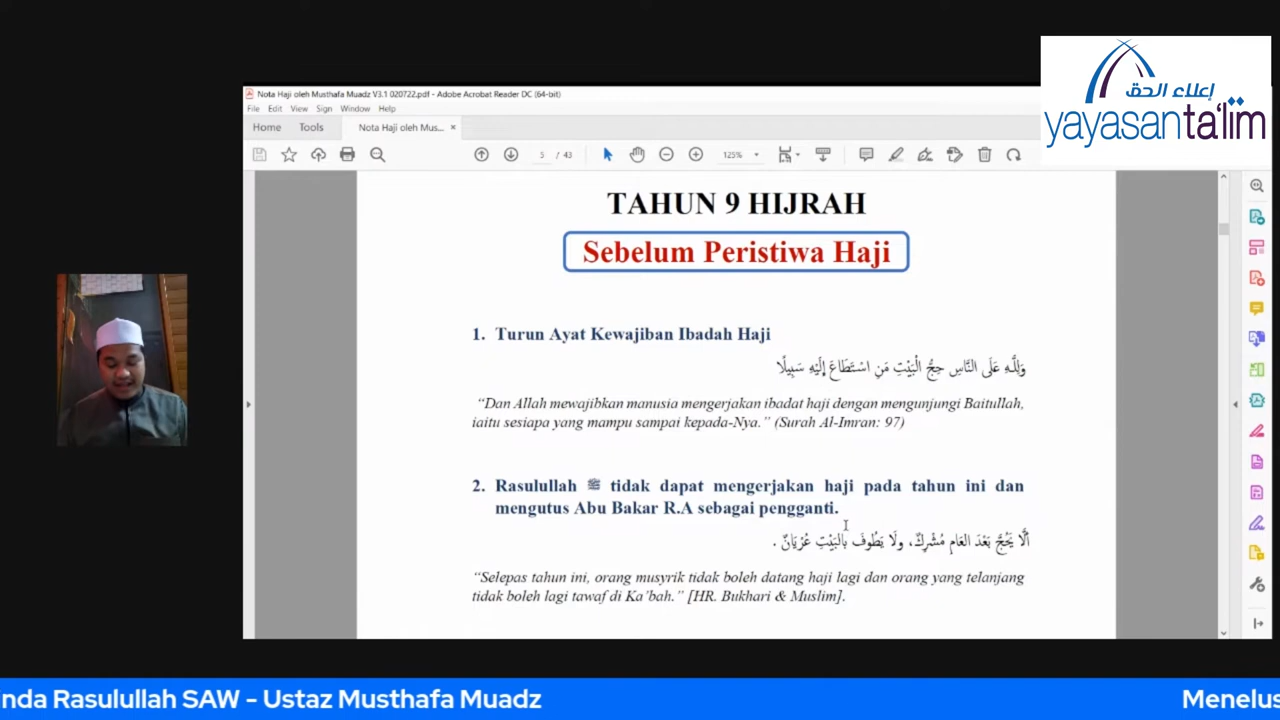 إعلاء الحق
yayasanta'lim
Nota Haji oleh Musthafa Muadz V3.1 020722.pdf - Adobe Acrobat Reader DC (64-bit)
File Edit View Sign Window Help
Home Tools Nota Haji oleh Mus... ×
5 / 43 125%
TAHUN 9 HIJRAH
Sebelum Peristiwa Haji
1. Turun Ayat Kewajiban Ibadah Haji
وَلِلَّـهِ عَلَى النَّاسِ حِجُّ الْبَيْتِ مَنِ اسْتَطَاعَ إِلَيْهِ سَبِيلًا
“Dan Allah mewajibkan manusia mengerjakan ibadat haji dengan mengunjungi Baitullah,
iaitu sesiapa yang mampu sampai kepada-Nya.” (Surah Al-Imran: 97)
2. Rasulullah ﷺ tidak dapat mengerjakan haji pada tahun ini dan
mengutus Abu Bakar R.A sebagai pengganti.
أَلَّا يَحُجَّ بَعْدَ العَامِ مُشْرِكٌ، ولَا يَطُوفَ بالبَيْتِ عُرْيَانٌ .
“Selepas tahun ini, orang musyrik tidak boleh datang haji lagi dan orang yang telanjang
tidak boleh lagi tawaf di Ka’bah.” [HR. Bukhari & Muslim].
nda Rasulullah SAW - Ustaz Musthafa Muadz
Menelus